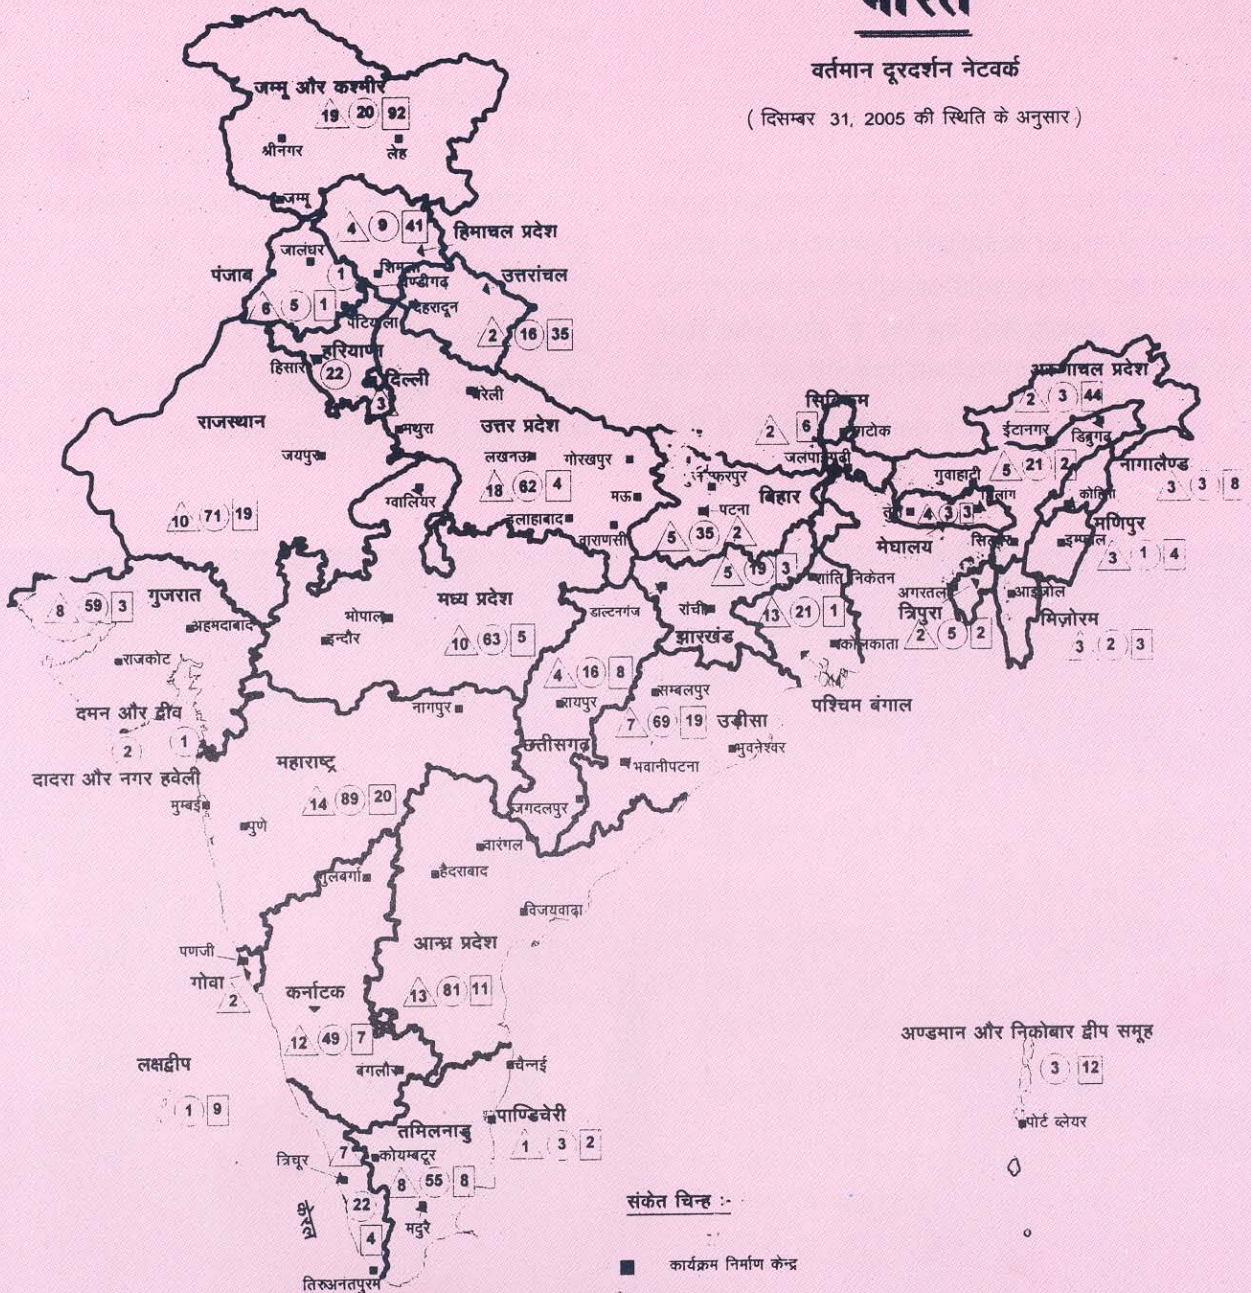 भारत
वर्तमान दूरदर्शन नेटवर्क
( दिसम्बर 31, 2005 की स्थिति के अनुसार )
जम्मू और कश्मीर
19 20 92
श्रीनगर
लेह
जम्मू
4 9 41
हिमाचल प्रदेश
जालंधर
पंजाब
1
चण्डीगढ़
उत्तरांचल
6 5 1
देहरादून
पटियाला
2 16 35
हरियाणा
हिसार
22
दिल्ली
3
बरेली
राजस्थान
मथुरा
उत्तर प्रदेश
जयपुर
लखनऊ
गोरखपुर
ग्वालियर
18 62 4
मऊ
10 71 19
इलाहाबाद
वाराणसी
सिक्किम
2 6
बिहार
पटना
5 35 2
अरूणाचल प्रदेश
2 3 44
ईटानगर
डिब्रुगढ़
गुवाहाटी
5 21 2
नागालैण्ड
3 3 8
4 3 3
मेघालय
मणिपुर
3 1 4
5 19 3
शांति निकेतन
8 59 3
गुजरात
अहमदाबाद
राजकोट
भोपाल
इन्दौर
मध्य प्रदेश
10 63 5
डाल्टनगंज
रांची
झारखंड
13 21 1
कोलकाता
पश्चिम बंगाल
अगरतला
त्रिपुरा
2 5 2
आइज़ोल
मिज़ोरम
3 2 3
4 16 8
रायपुर
छत्तीसगढ़
सम्बलपुर
7 69 19
उड़ीसा
भुवनेश्वर
भवानीपटना
जगदलपुर
दमन और द्वीव
2 1
दादरा और नगर हवेली
नागपुर
महाराष्ट्र
14 89 20
मुम्बई
पुणे
वारंगल
गुलबर्गा
हैदराबाद
विजयवाढ़ा
पणजी
गोवा
2
आन्ध्र प्रदेश
13 81 11
कर्नाटक
12 49 7
बंगलौर
चैन्नई
लक्षद्वीप
1 9
पाण्डिचेरी
1 3 2
तमिलनाडु
7
कोयम्बटूर
त्रिचूर
8 55 8
22
मदुरै
केरल
4
तिरुअनंतपुरम
अण्डमान और निकोबार द्वीप समूह
3 12
पोर्ट ब्लेयर
संकेत चिन्ह :-
कार्यक्रम निर्माण केन्द्र